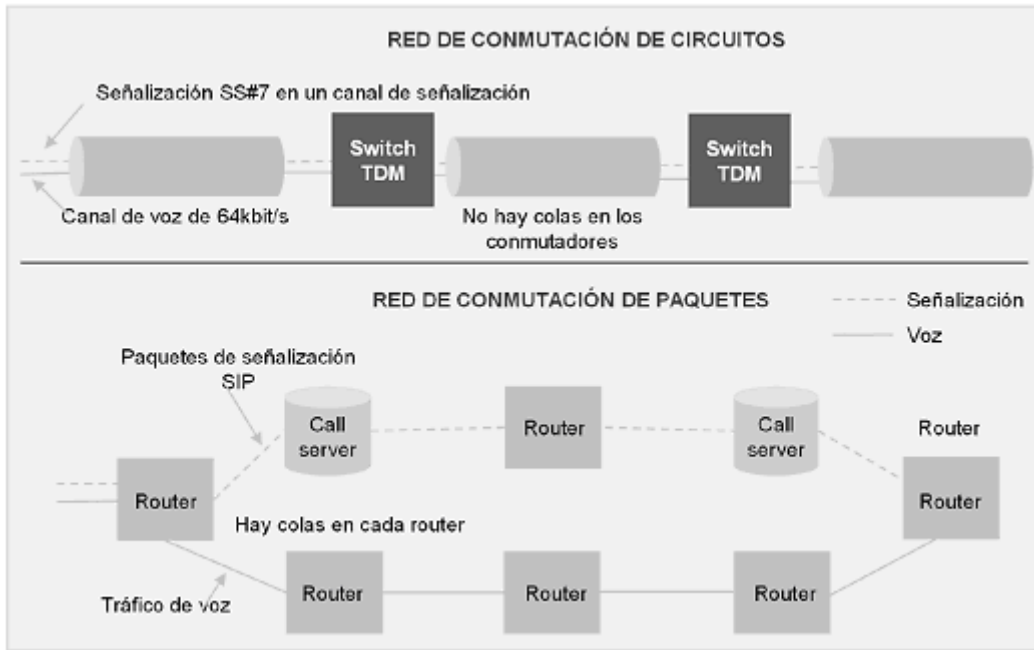 RED DE CONMUTACIÓN DE CIRCUITOS
Señalización SS#7 en un canal de señalización
Switch
TDM
Switch
TDM
Canal de voz de 64kbit/s
No hay colas en los
conmutadores
RED DE CONMUTACIÓN DE PAQUETES
Señalización
Voz
Paquetes de señalización
SIP
Call
server
Router
Call
server
Router
Router
Router
Hay colas en cada router
Router
Router
Router
Tráfico de voz